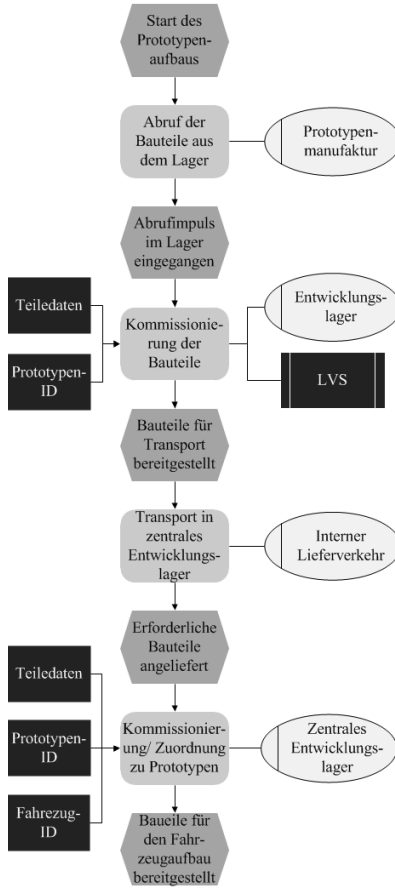 Start des
Prototypen-
aufbaus
Abruf der
Bauteile aus
dem Lager
Prototypen-
manufaktur
Abrufimpuls
im Lager
eingegangen
Teiledaten
Prototypen-
ID
Kommissionie-
rung der
Bauteile
Entwicklungs-
lager
LVS
Bauteile für
Transport
bereitgestellt
Transport in
zentrales
Entwicklungs-
lager
Interner
Lieferverkehr
Erforderliche
Bauteile
angeliefert
Teiledaten
Prototypen-
ID
Fahrezug-
ID
Kommissionier-
ung/ Zuordnung
zu Prototypen
Zentrales
Entwicklungs-
lager
Baueile für
den Fahr-
zeugaufbau
bereitgestellt